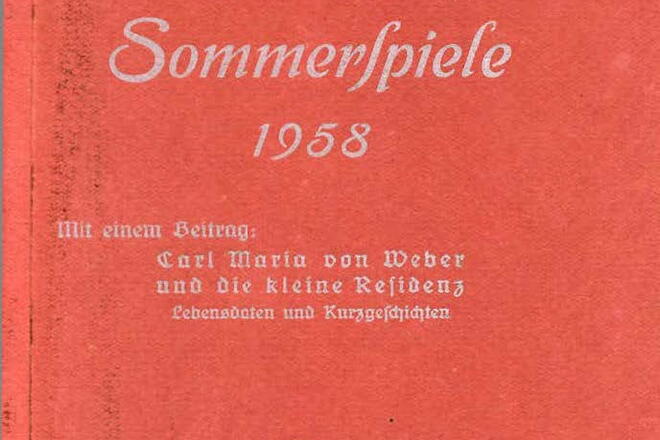 Sommerſpiele
1958
Mit einem Beitrag:
Carl Maria von Weber
und die kleine Reſidenz
Lebensdaten und Kurzgeſchichten